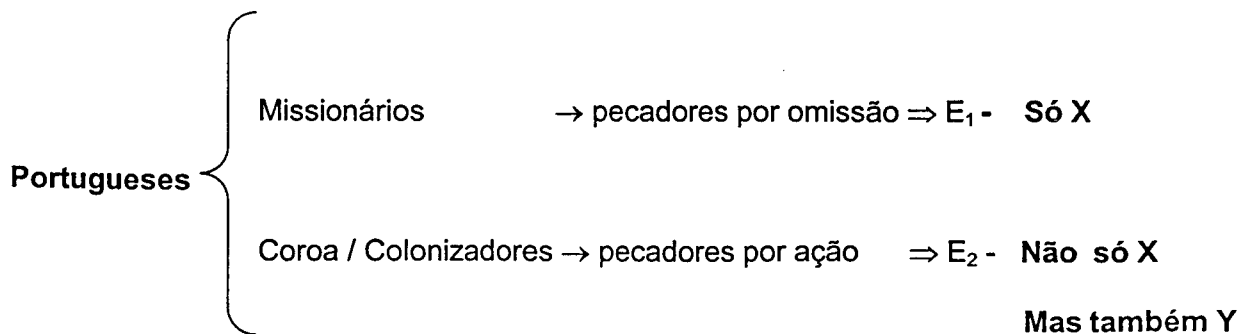 Missionários → pecadores por omissão ⇒ E₁ - Só X
Portugueses
Coroa / Colonizadores → pecadores por ação ⇒ E₂ - Não só X
Mas também Y